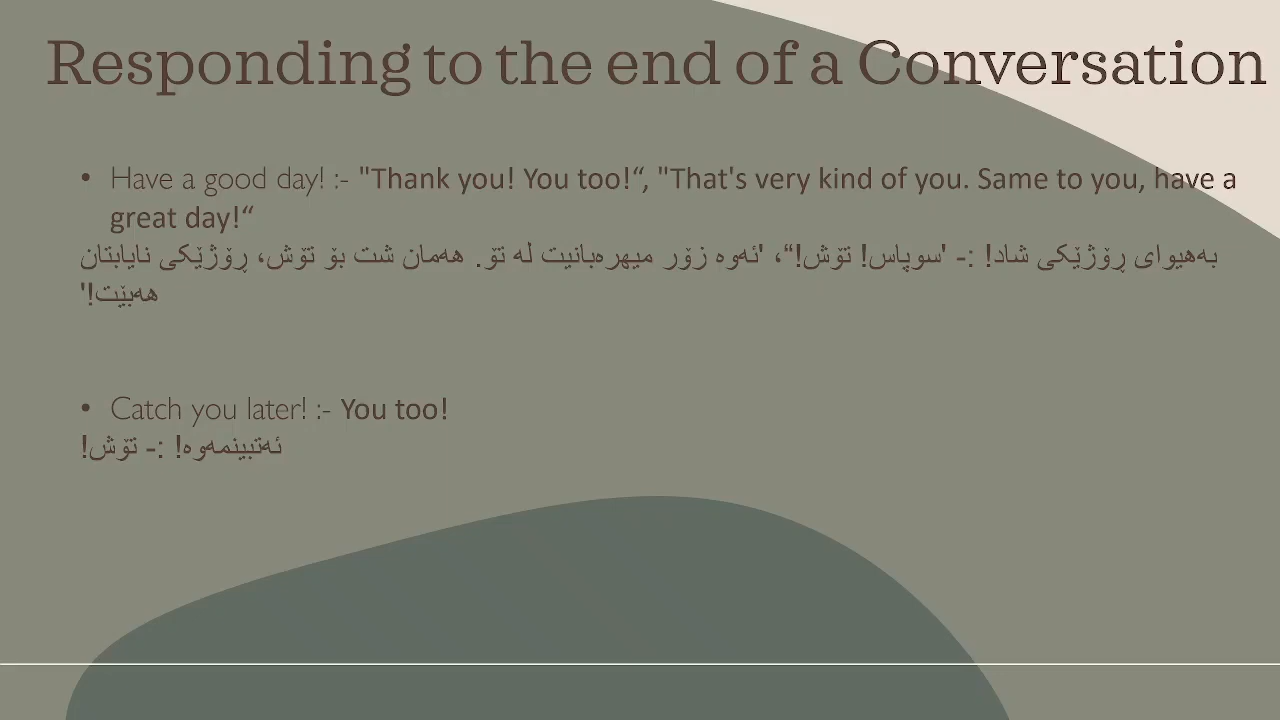 Responding to the end of a Conversation
• Have a good day! :- "Thank you! You too!“, "That's very kind of you. Same to you, have a
great day!“
بەهیوای ڕۆژێکی شاد! :- 'سوپاس! تۆش!“، 'ئەوە زۆر میهرەبانیت لە تۆ. هەمان شت بۆ تۆش، ڕۆژێکی نایابتان
هەبێت!'
• Catch you later! :- You too!
ئەتبینمەوە! :- تۆش!